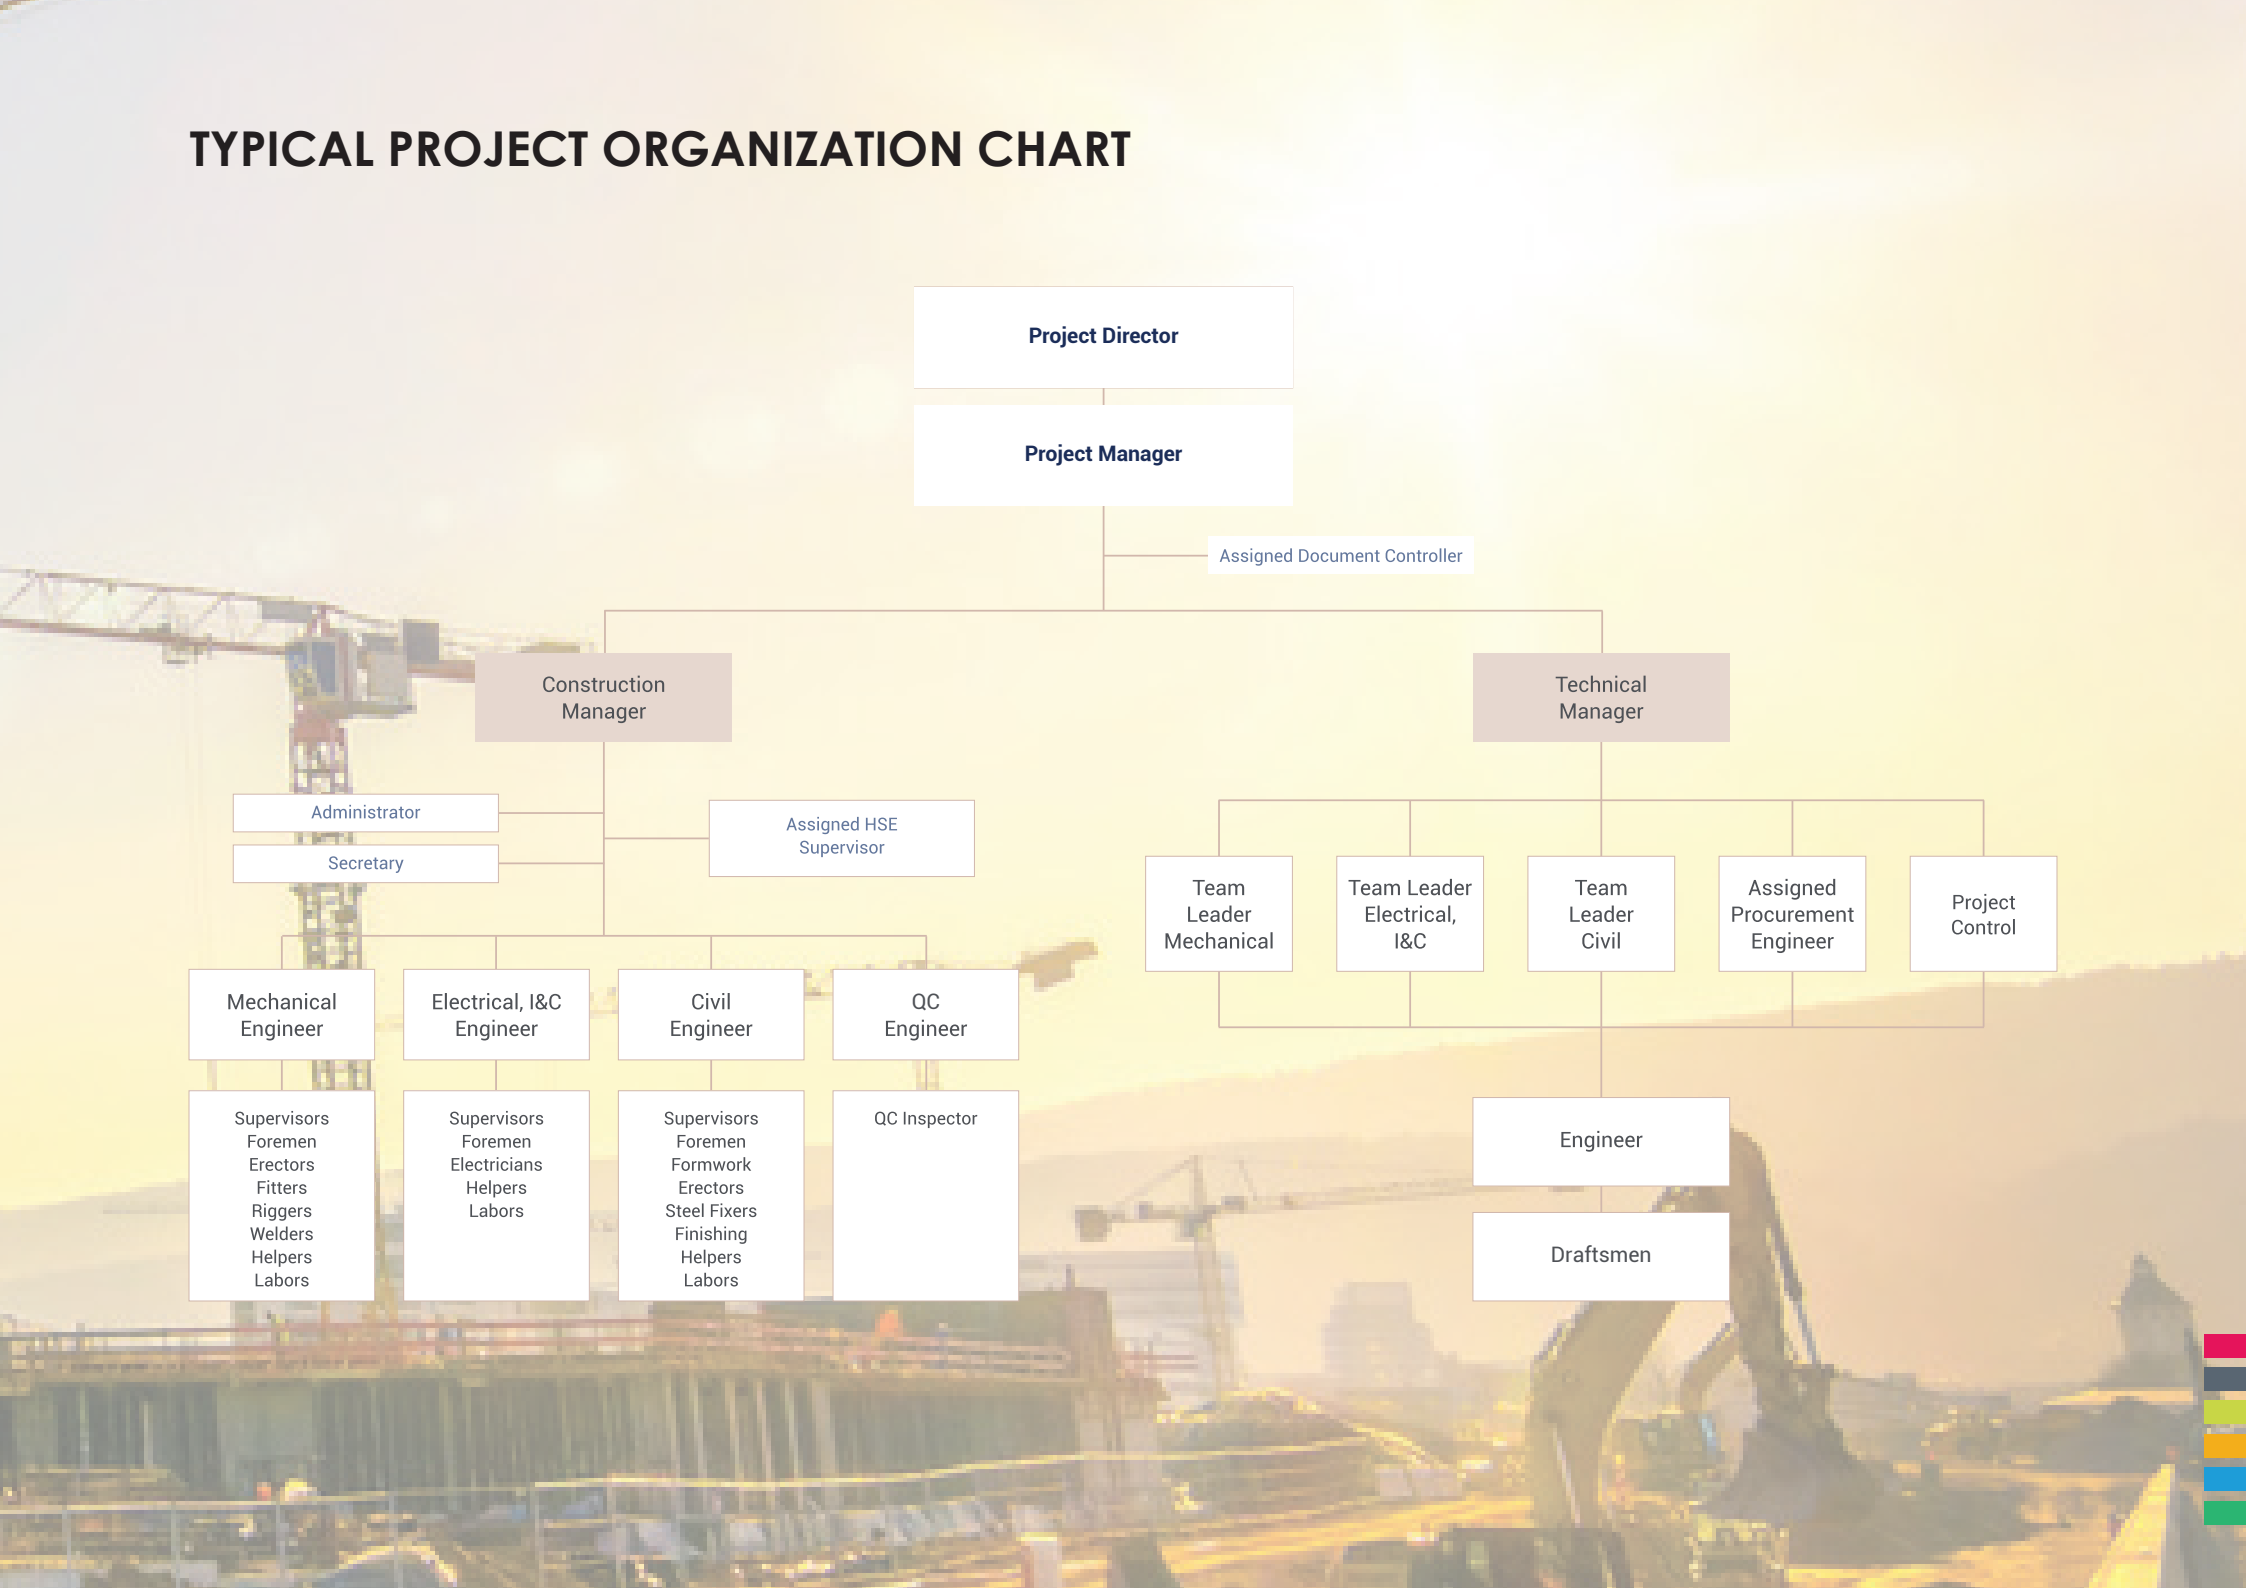 TYPICAL PROJECT ORGANIZATION CHART
Project Director
Project Manager
Assigned Document Controller
Construction
Manager
Technical
Manager
Administrator
Secretary
Assigned HSE
Supervisor
Team
Leader
Mechanical
Team Leader
Electrical,
I&C
Team
Leader
Civil
Assigned
Procurement
Engineer
Project
Control
Mechanical
Engineer
Electrical, I&C
Engineer
Civil
Engineer
QC
Engineer
Supervisors
Foremen
Erectors
Fitters
Riggers
Welders
Helpers
Labors
Supervisors
Foremen
Electricians
Helpers
Labors
Supervisors
Foremen
Formwork
Erectors
Steel Fixers
Finishing
Helpers
Labors
QC Inspector
Engineer
Draftsmen